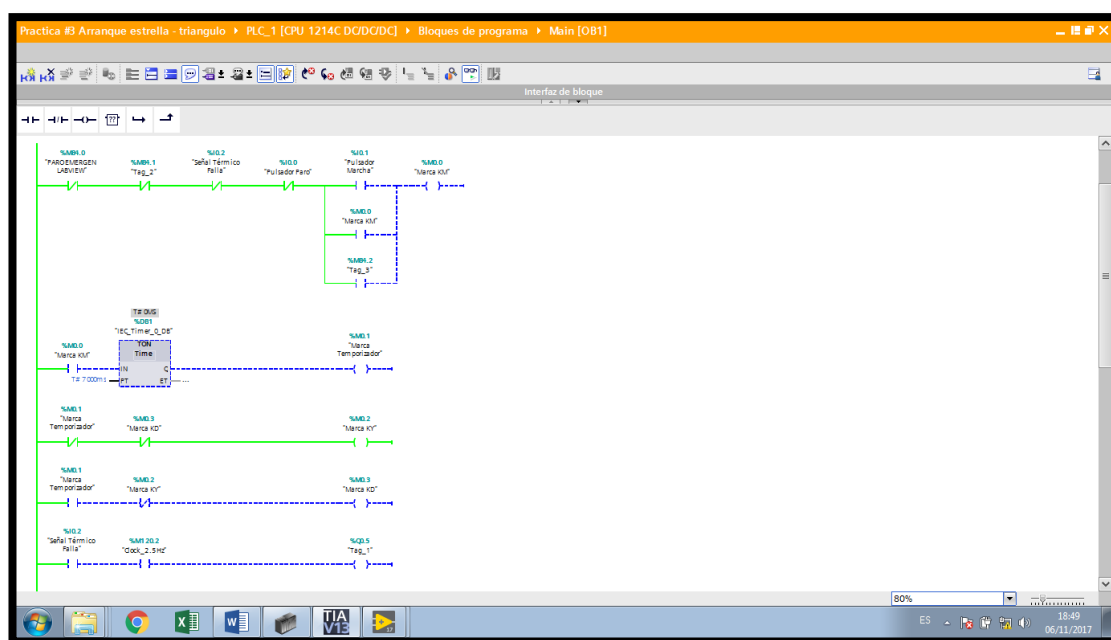 Practica #3 Arranque estrella - triangulo ▸ PLC_1 [CPU 1214C DC/DC/DC] ▸ Bloques de programa ▸ Main [OB1]
Interfaz de bloque
%M84.0
"PAROEMERGEN
LABVIEW"
%M84.1
"Tag_2"
%I0.2
"Señal Térmico
Falla"
%I0.0
"Pulsador Paro"
%I0.1
"Pulsador
Marcha"
%M0.0
"Marca KM"
%M0.0
"Marca KM"
"Tag_3"
T# 0MS
%DB1
"IEC_Timer_0_DB"
%M0.0
"Marca KM"
TON
Time
%M0.1
"Marca
Temporizador"
IN
Q
T# 7000ms
PT
ET
...
%M0.1
"Marca
Temporizador"
%M0.3
"Marca KD"
%M0.2
"Marca KY"
%M0.1
"Marca
Temporizador"
%M0.2
"Marca KY"
%M0.3
"Marca KD"
%I0.2
"Señal Térmico
Falla"
%M120.2
"Clock_2.5Hz"
%Q0.5
"Tag_1"
80%
TIA
V13
ES
18:49
06/11/2017